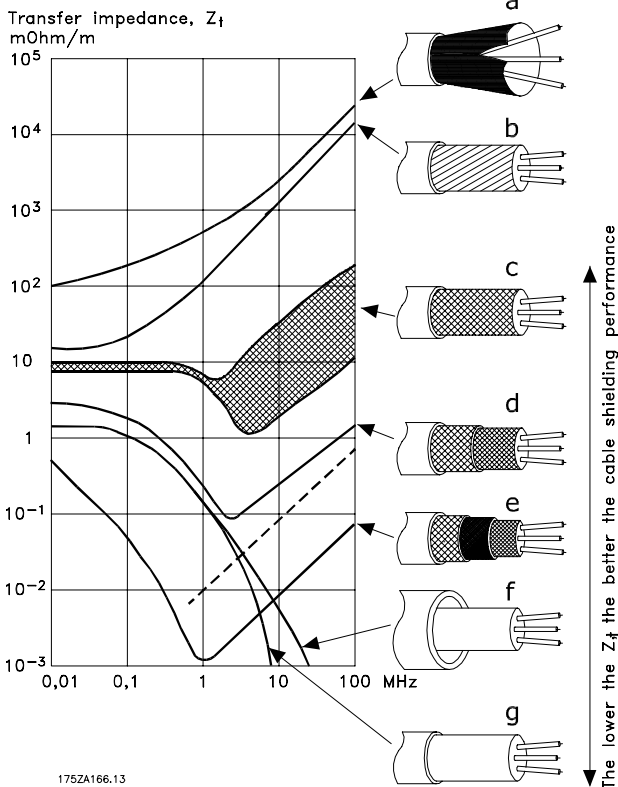 Transfer impedance, Zt
mOhm/m
10⁵
10⁴
10³
10²
10
1
10⁻¹
10⁻²
10⁻³
0,01
0,1
1
10
100
MHz
a
b
c
d
e
f
g
The lower the Zt the better the cable shielding performance
175ZA166.13